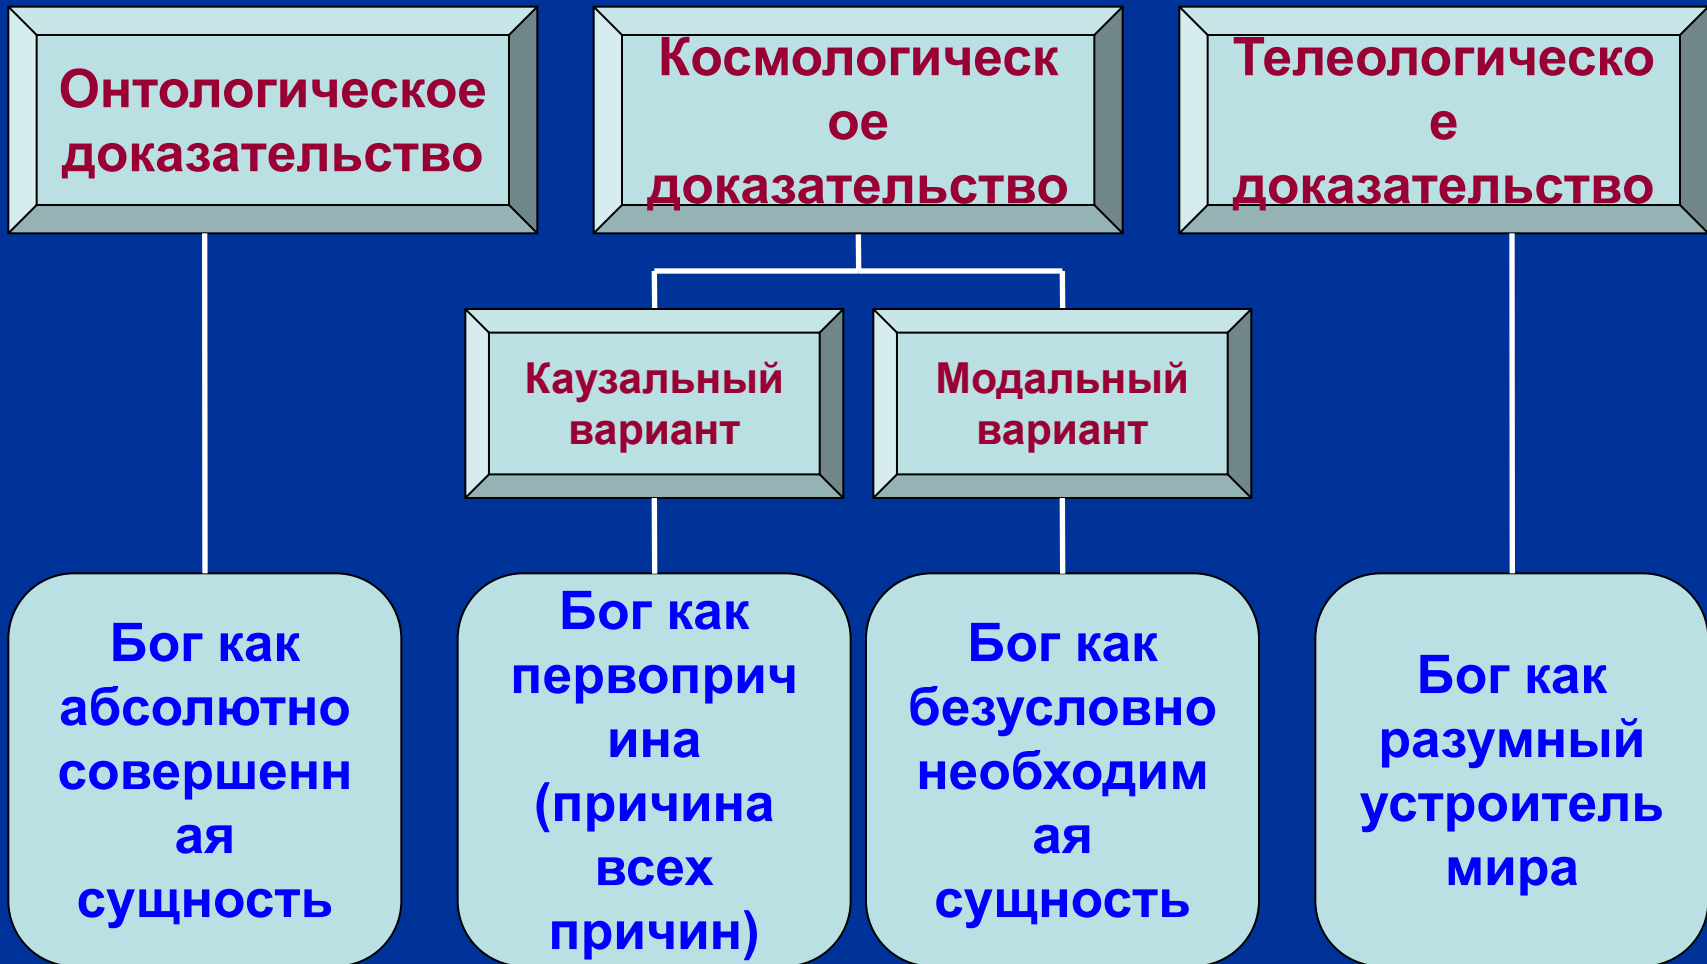 Онтологическое
доказательство
Космологическ
ое
доказательство
Телеологическо
е
доказательство
Каузальный
вариант
Модальный
вариант
Бог как
абсолютно
совершенн
ая
сущность
Бог как
первоприч
ина
(причина
всех
причин)
Бог как
безусловно
необходим
ая
сущность
Бог как
разумный
устроитель
мира